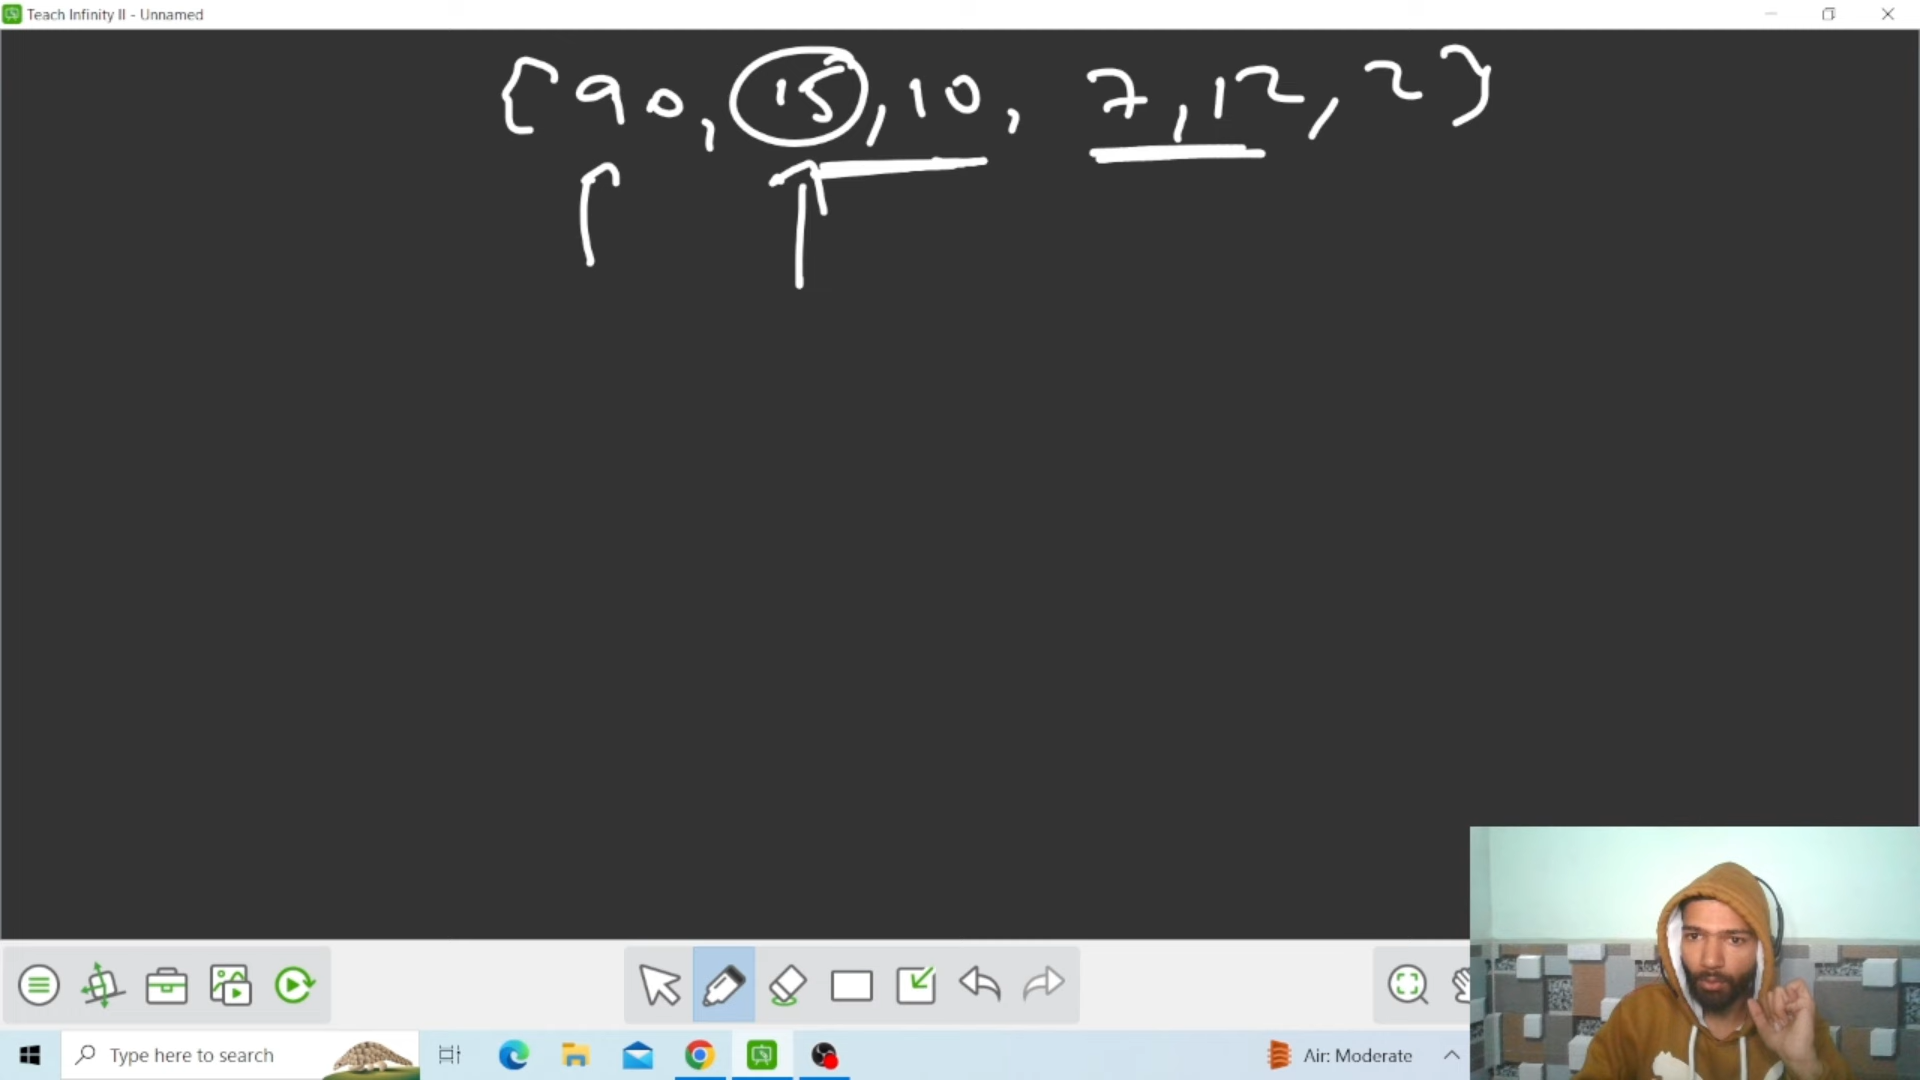 Teach Infinity II - Unnamed
{90, 15, 10, 7, 12, 2}
Type here to search
Air: Moderate